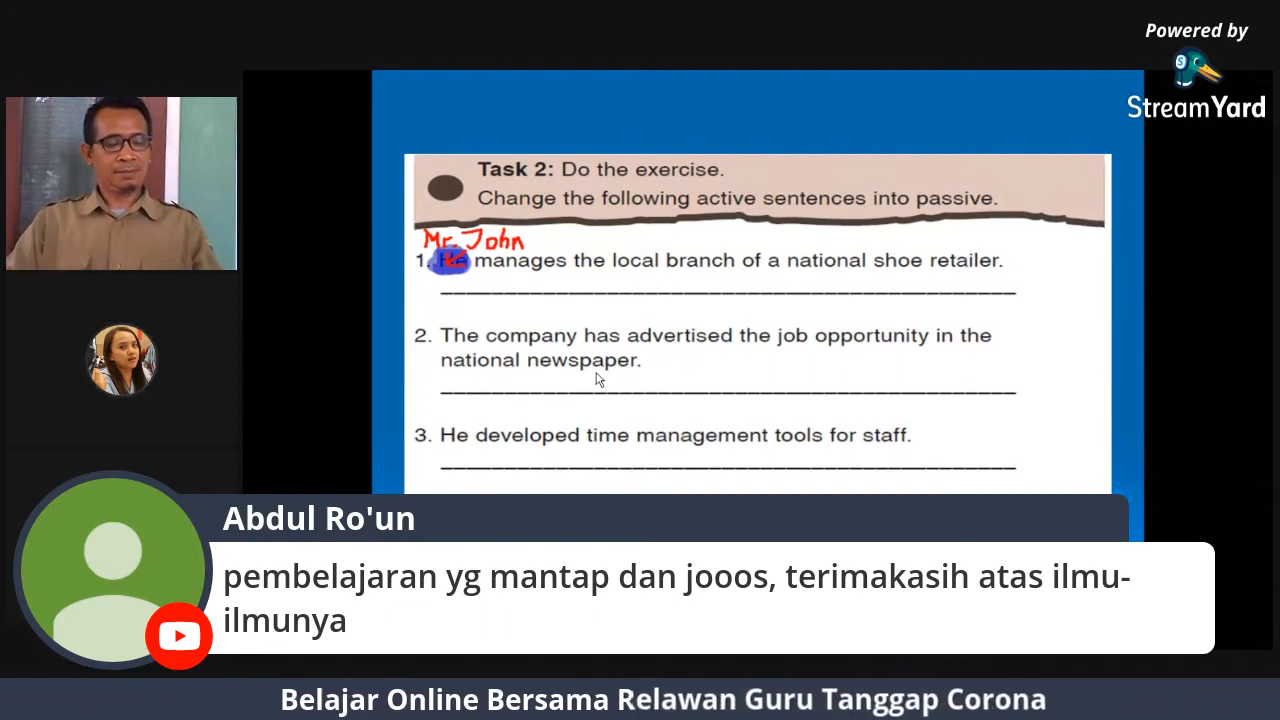 Powered by
StreamYard
Task 2: Do the exercise.
Change the following active sentences into passive.
Mr. John
1. He manages the local branch of a national shoe retailer.
2. The company has advertised the job opportunity in the
national newspaper.
3. He developed time management tools for staff.
Abdul Ro'un
pembelajaran yg mantap dan jooos, terimakasih atas ilmu-
ilmunya
Belajar Online Bersama Relawan Guru Tanggap Corona